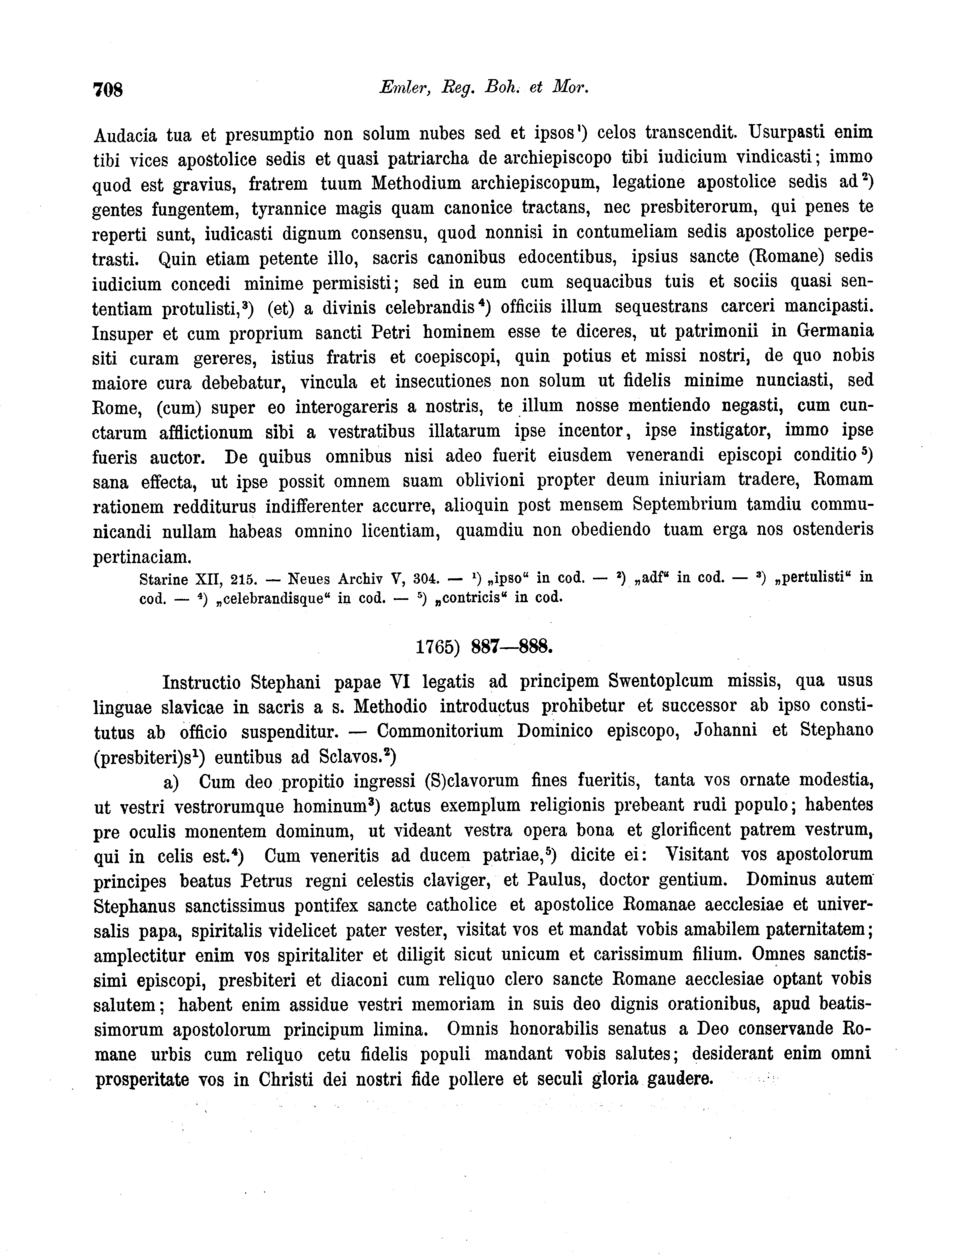 708 Emler, Reg. Boh. et Mor.
Audacia tua et presumptio non solum nubes sed et ipsos¹) celos transcendit. Usurpasti enim
tibi vices apostolice sedis et quasi patriarcha de archiepiscopo tibi iudicium vindicasti; immo
quod est gravius, fratrem tuum Methodium archiepiscopum, legatione apostolice sedis ad²)
gentes fungentem, tyrannice magis quam canonice tractans, nec presbiterorum, qui penes te
reperti sunt, iudicasti dignum consensu, quod nonnisi in contumeliam sedis apostolice perpe-
trasti. Quin etiam petente illo, sacris canonibus edocentibus, ipsius sancte (Romane) sedis
iudicium concedi minime permisisti; sed in eum cum sequacibus tuis et sociis quasi sen-
tentiam protulisti,³) (et) a divinis celebrandis⁴) officiis illum sequestrans carceri mancipasti.
Insuper et cum proprium sancti Petri hominem esse te diceres, ut patrimonii in Germania
siti curam gereres, istius fratris et coepiscopi, quin potius et missi nostri, de quo nobis
maiore cura debebatur, vincula et insecutiones non solum ut fidelis minime nunciasti, sed
Rome, (cum) super eo interogareris a nostris, te illum nosse mentiendo negasti, cum cun-
ctarum afflictionum sibi a vestratibus illatarum ipse incentor, ipse instigator, immo ipse
fueris auctor. De quibus omnibus nisi adeo fuerit eiusdem venerandi episcopi conditio⁵)
sana effecta, ut ipse possit omnem suam oblivioni propter deum iniuriam tradere, Romam
rationem redditurus indifferenter accurre, alioquin post mensem Septembrium tamdiu commu-
nicandi nullam habeas omnino licentiam, quamdiu non obediendo tuam erga nos ostenderis
pertinaciam.
Starine XII, 215. — Neues Archiv V, 304. — ¹) „ipso“ in cod. — ²) „adf“ in cod. — ³) „pertulisti“ in
cod. — ⁴) „celebrandisque“ in cod. — ⁵) „contricis“ in cod.
1765) 887—888.
Instructio Stephani papae VI legatis ad principem Swentoplcum missis, qua usus
linguae slavicae in sacris a s. Methodio introductus prohibetur et successor ab ipso consti-
tutus ab officio suspenditur. — Commonitorium Dominico episcopo, Johanni et Stephano
(presbiteri)s¹) euntibus ad Sclavos.²)
a) Cum deo propitio ingressi (S)clavorum fines fueritis, tanta vos ornate modestia,
ut vestri vestrorumque hominum³) actus exemplum religionis prebeant rudi populo; habentes
pre oculis monentem dominum, ut videant vestra opera bona et glorificent patrem vestrum,
qui in celis est.⁴) Cum veneritis ad ducem patriae,⁵) dicite ei: Visitant vos apostolorum
principes beatus Petrus regni celestis claviger, et Paulus, doctor gentium. Dominus autem
Stephanus sanctissimus pontifex sancte catholice et apostolice Romanae aecclesiae et univer-
salis papa, spiritalis videlicet pater vester, visitat vos et mandat vobis amabilem paternitatem;
amplectitur enim vos spiritaliter et diligit sicut unicum et carissimum filium. Omnes sanctis-
simi episcopi, presbiteri et diaconi cum reliquo clero sancte Romane aecclesiae optant vobis
salutem; habent enim assidue vestri memoriam in suis deo dignis orationibus, apud beatis-
simorum apostolorum principum limina. Omnis honorabilis senatus a Deo conservande Ro-
mane urbis cum reliquo cetu fidelis populi mandant vobis salutes; desiderant enim omni
prosperitate vos in Christi dei nostri fide pollere et seculi gloria gaudere.